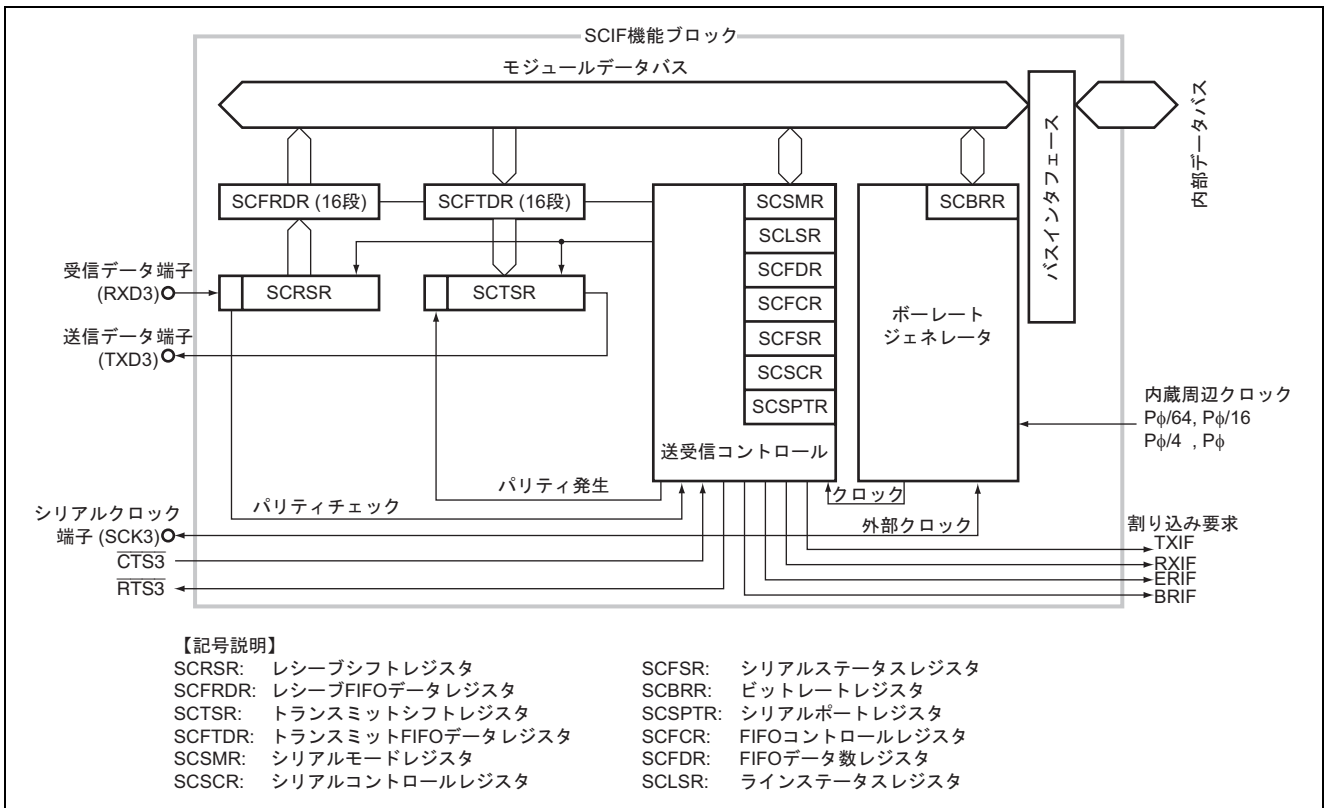 SCIF機能ブロック
モジュールデータバス
バスインタフェース
内部データバス
SCFRDR (16段)
SCFTDR (16段)
SCSMR
SCBRR
SCLSR
SCFDR
SCFCR
SCFSR
SCSCR
SCSPTR
受信データ端子
(RXD3)
SCRSR
SCTSR
送信データ端子
(TXD3)
ボーレート
ジェネレータ
内蔵周辺クロック
Pφ/64, Pφ/16
Pφ/4 , Pφ
送受信コントロール
パリティ発生
パリティチェック
クロック
外部クロック
シリアルクロック
端子 (SCK3)
CTS3
RTS3
割り込み要求
TXIF
RXIF
ERIF
BRIF
【記号説明】
SCRSR: レシーブシフトレジスタ
SCFRDR: レシーブFIFOデータレジスタ
SCTSR: トランスミットシフトレジスタ
SCFTDR: トランスミットFIFOデータレジスタ
SCSMR: シリアルモードレジスタ
SCSCR: シリアルコントロールレジスタ
SCFSR: シリアルステータスレジスタ
SCBRR: ビットレートレジスタ
SCSPTR: シリアルポートレジスタ
SCFCR: FIFOコントロールレジスタ
SCFDR: FIFOデータ数レジスタ
SCLSR: ラインステータスレジスタ